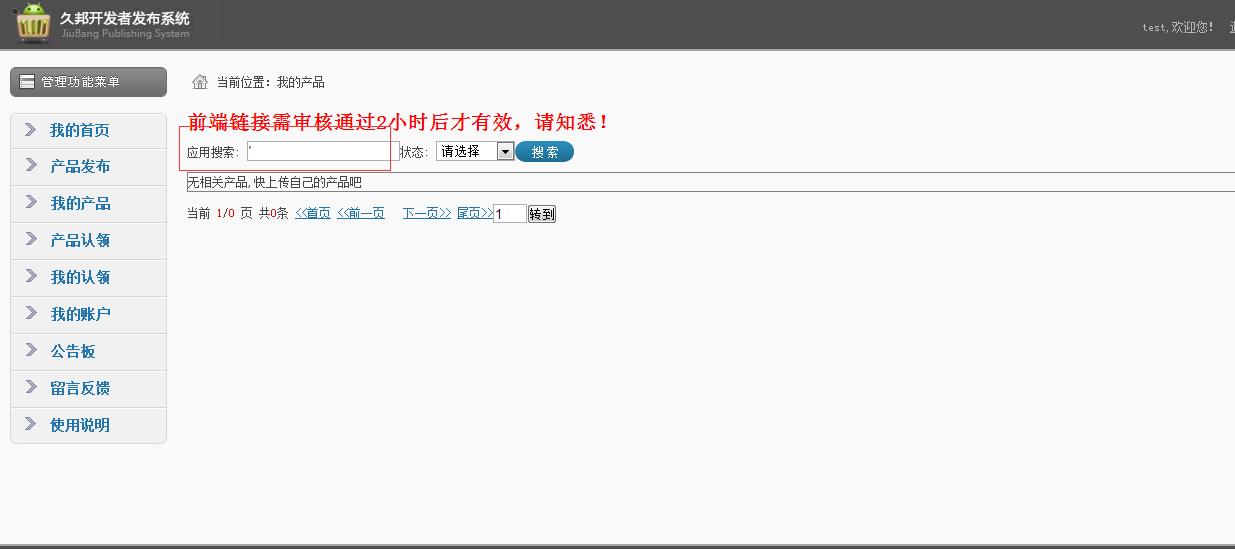 久邦开发者发布系统
JiuBang Publishing System
test,欢迎您!
管理功能菜单
我的首页
产品发布
我的产品
产品认领
我的认领
我的账户
公告板
留言反馈
使用说明
当前位置：我的产品
前端链接需审核通过2小时后才有效，请知悉！
应用搜索： ' 状态： 请选择 搜 索
无相关产品,快上传自己的产品吧
当前 1/0 页 共0条 <<首页 <<前一页 下一页>> 尾页>> 1 转到